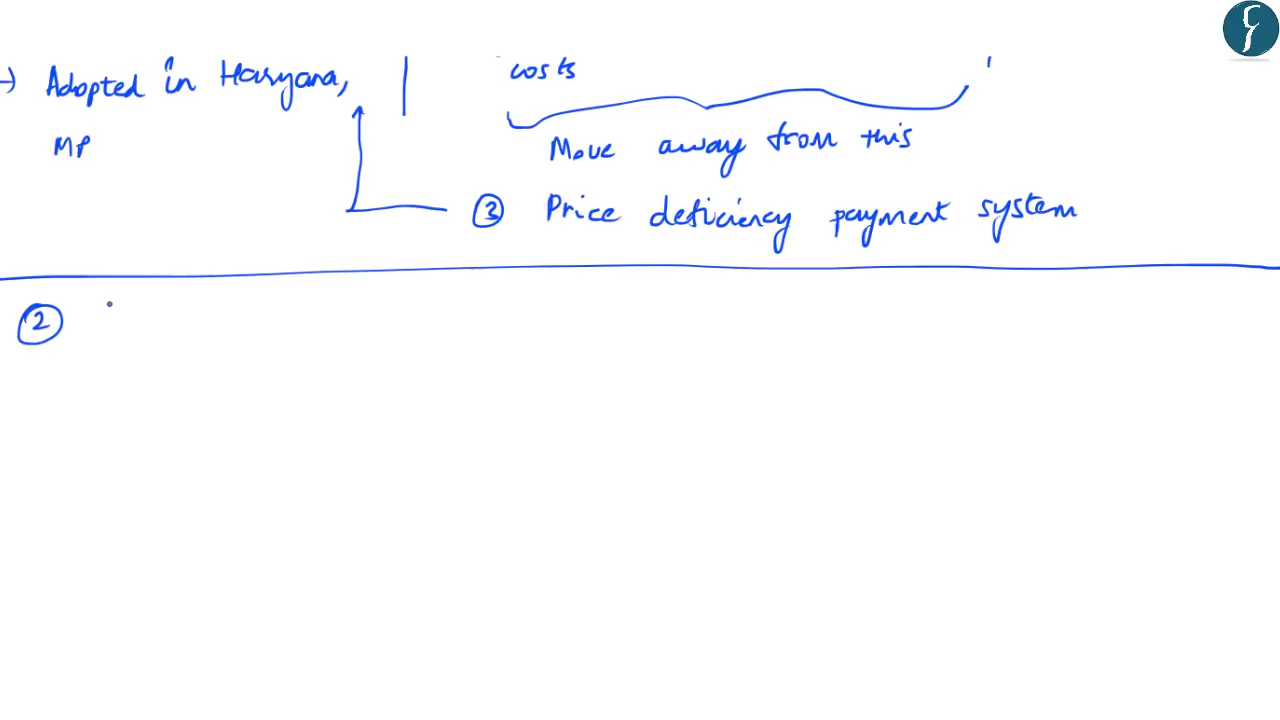 → Adopted in Haryana,
MP
costs
Move away from this
③ Price deficiency payment system
②